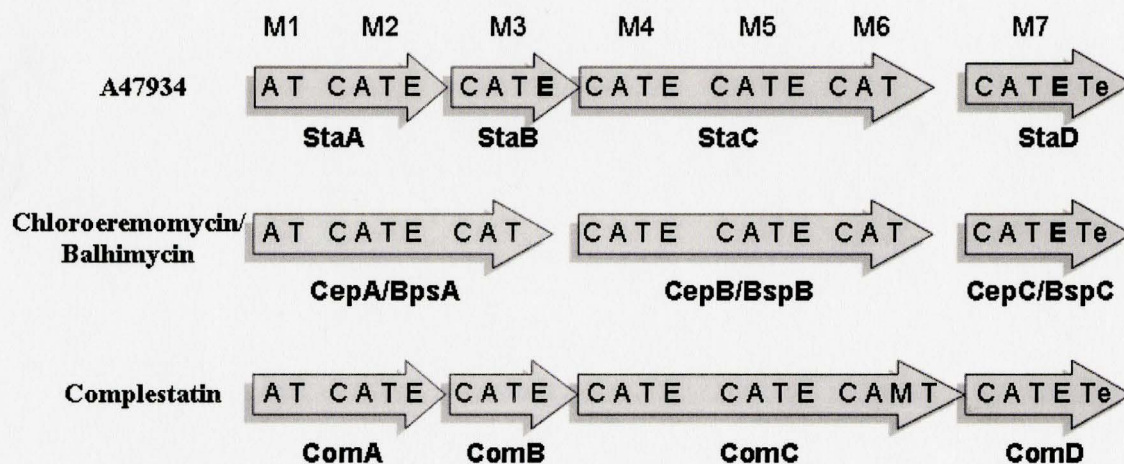 M1 M2 M3 M4 M5 M6 M7
A47934 AT CATE CATE CATE CATE CAT CATETe
StaA StaB StaC StaD
Chloroeremomycin/
Balhimycin
AT CATE CAT CATE CATE CAT CATETe
CepA/BpsA CepB/BspB CepC/BspC
Complestatin AT CATE CATE CATE CATE CAMT CATETe
ComA ComB ComC ComD